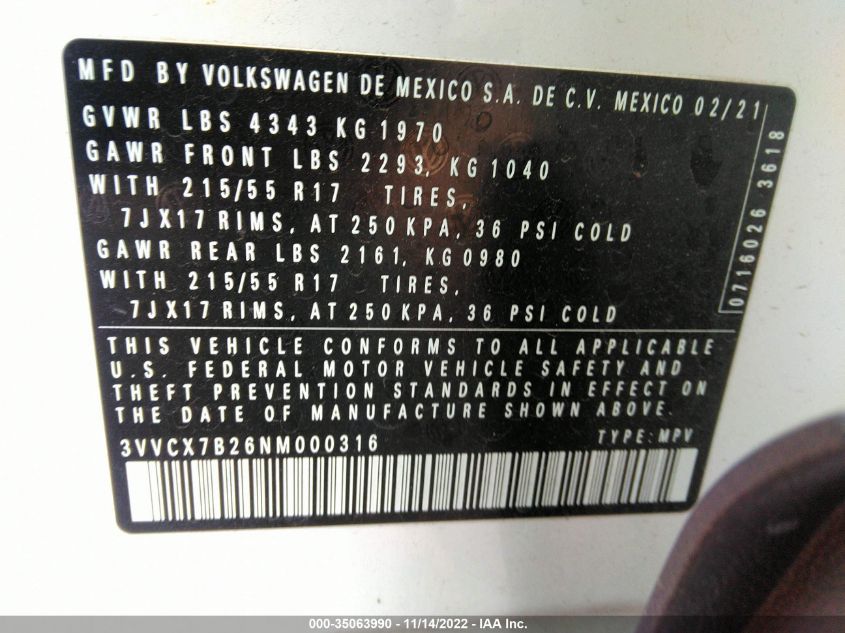 MFD BY VOLKSWAGEN DE MEXICO S.A. DE C.V. MEXICO 02/21
GVWR LBS 4343 KG 1970
GAWR FRONT LBS 2293, KG 1040
WITH 215/55 R17 TIRES,
7JX17 RIMS, AT 250 KPA, 36 PSI COLD
GAWR REAR LBS 2161, KG0980
WITH 215/55 R17 TIRES,
7JX17 RIMS, AT 250 KPA, 36 PSI COLD
0716026 3618
THIS VEHICLE CONFORMS TO ALL APPLICABLE
U.S. FEDERAL MOTOR VEHICLE SAFETY AND
THEFT PREVENTION STANDARDS IN EFFECT ON
THE DATE OF MANUFACTURE SHOWN ABOVE.
3VVCX7B26NM000316 TYPE: MPV
000-35063990 - 11/14/2022 - IAA Inc.